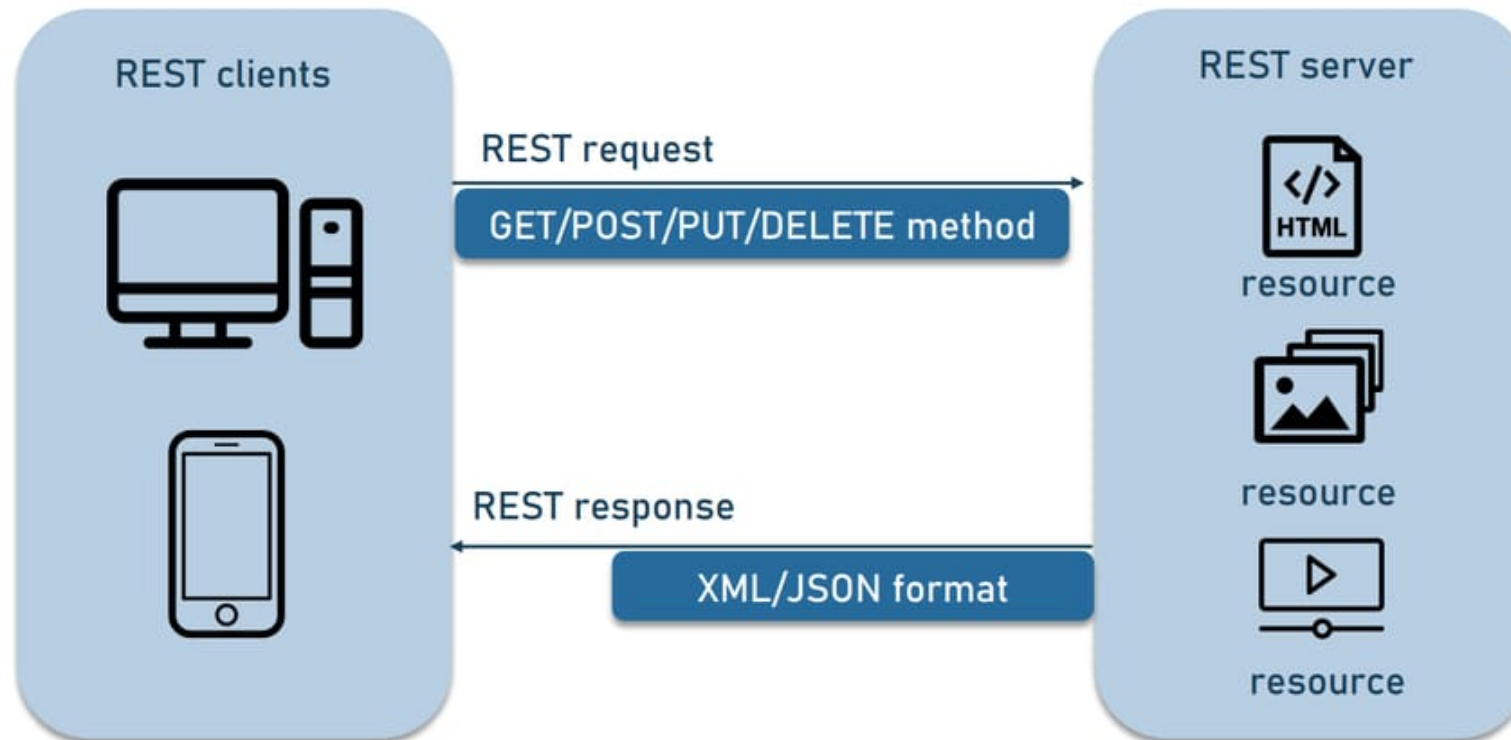 REST clients
REST request
GET/POST/PUT/DELETE method
REST response
XML/JSON format
REST server
</>
HTML
resource
resource
resource